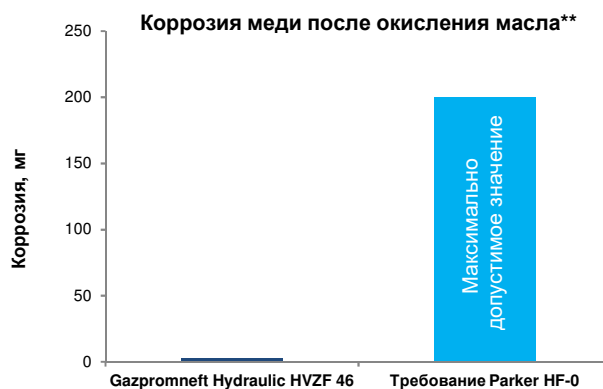 Коррозия меди после окисления масла**
Коррозия, мг
250
200
150
100
50
0
Максимально
допустимое значение
Gazpromneft Hydraulic HVZF 46
Требование Parker HF-0